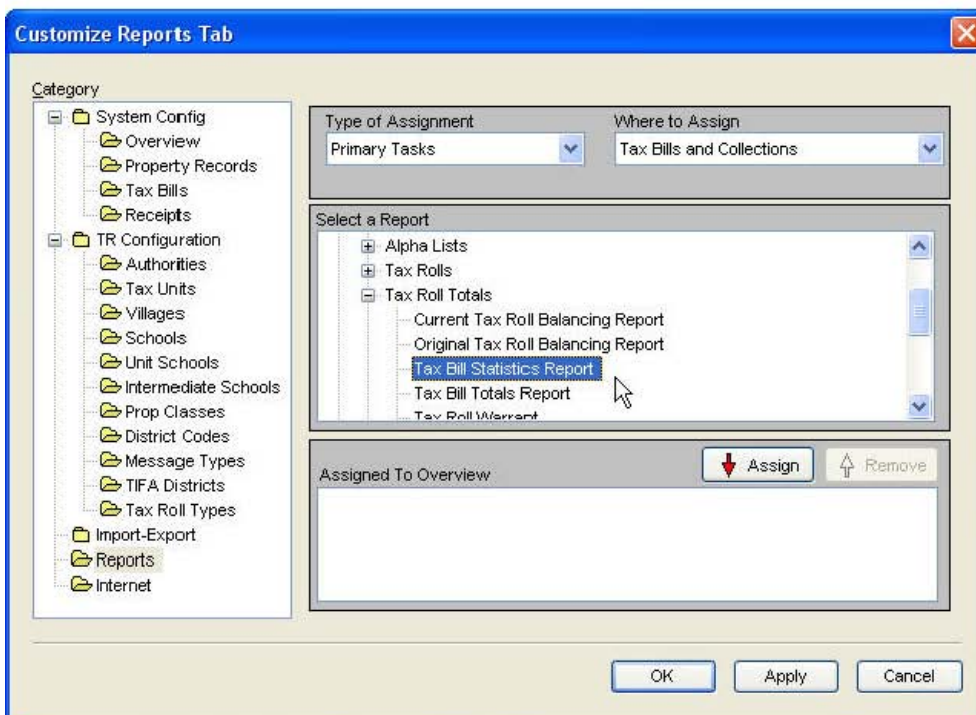 Customize Reports Tab
Category
System Config
Overview
Property Records
Tax Bills
Receipts
TR Configuration
Authorities
Tax Units
Villages
Schools
Unit Schools
Intermediate Schools
Prop Classes
District Codes
Message Types
TIFA Districts
Tax Roll Types
Import-Export
Reports
Internet
Type of Assignment
Primary Tasks
Where to Assign
Tax Bills and Collections
Select a Report
Alpha Lists
Tax Rolls
Tax Roll Totals
Current Tax Roll Balancing Report
Original Tax Roll Balancing Report
Tax Bill Statistics Report
Tax Bill Totals Report
Tax Roll Warrant
Assigned To Overview
Assign
Remove
OK
Apply
Cancel